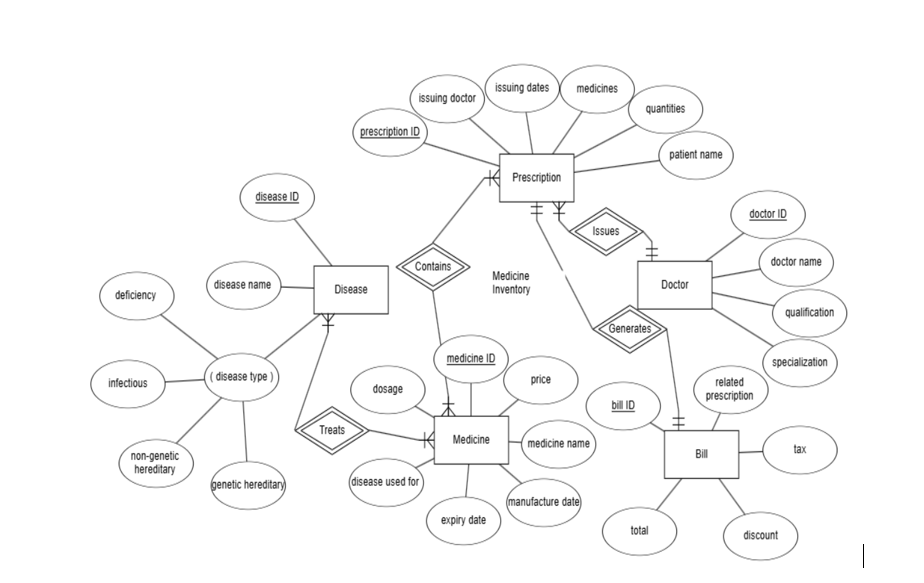 issuing dates
medicines
issuing doctor
quantities
prescription ID
patient name
Prescription
disease ID
doctor ID
Issues
doctor name
Contains
Medicine
Inventory
disease name
Disease
Doctor
deficiency
qualification
Generates
medicine ID
specialization
( disease type )
price
infectious
dosage
related
prescription
bill ID
Treats
Medicine
medicine name
tax
Bill
non-genetic
hereditary
disease used for
genetic hereditary
manufacture date
expiry date
total
discount